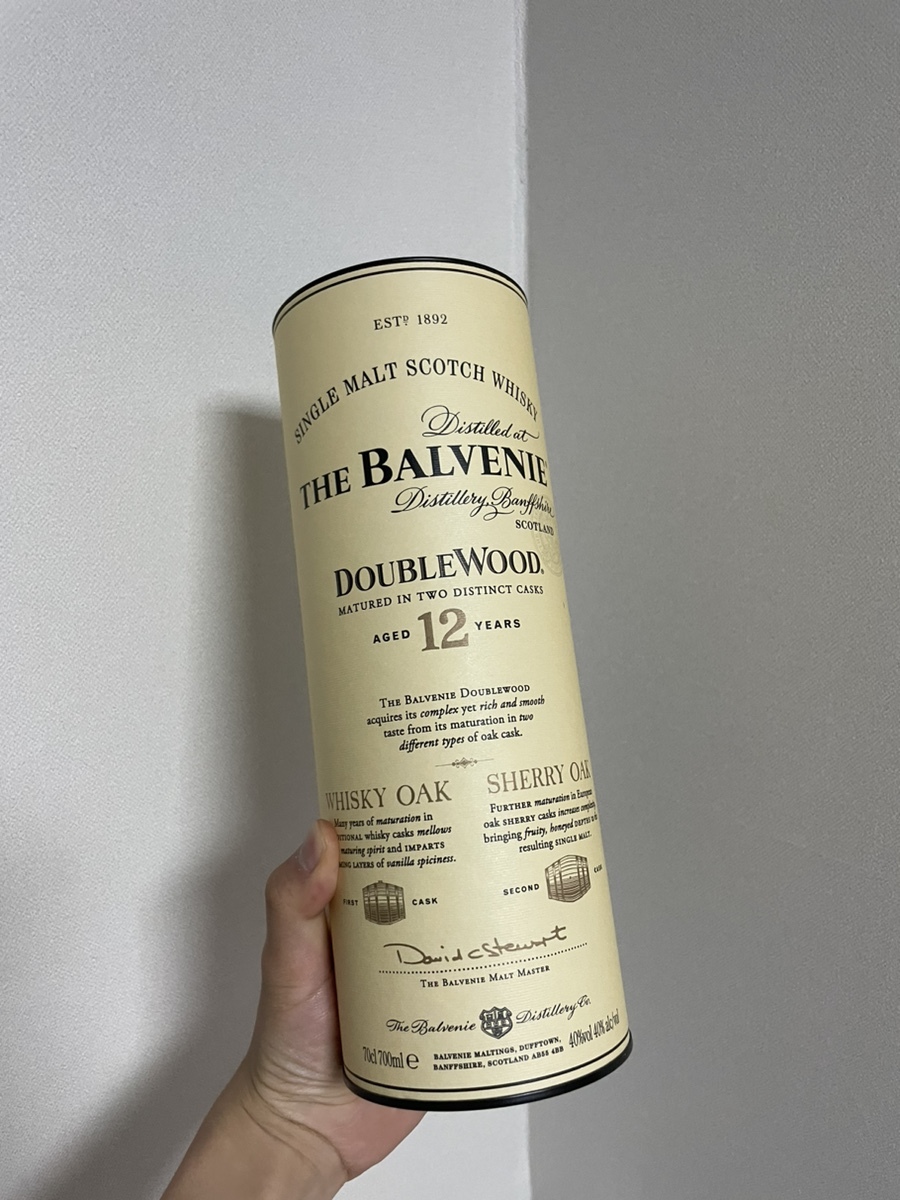 ESTD 1892
SINGLE MALT SCOTCH WHISKY
Distilled at
THE BALVENIE
Distillery, Banffshire
SCOTLAND
DOUBLEWOOD®
MATURED IN TWO DISTINCT CASKS
AGED 12 YEARS
THE BALVENIE DOUBLEWOOD
acquires its complex yet rich and smooth
taste from its maturation in two
different types of oak cask.
WHISKY OAK
Many years of maturation in
whisky casks mellows
maturing spirit and IMPARTS
LAYERS of vanilla spiciness.
FIRST CASK
SHERRY OAK
FURTHER maturation in European
oak SHERRY casks increases
bringing fruity, honeyed DEPTHS
resulting SINGLE MALT.
SECOND CASK
David C Stewart
THE BALVENIE MALT MASTER
The Balvenie Distillery Co.
70cl 700ml e
BALVENIE MALTINGS, DUFFTOWN,
BANFFSHIRE, SCOTLAND AB55 4BB
40%vol 40% alc/vol